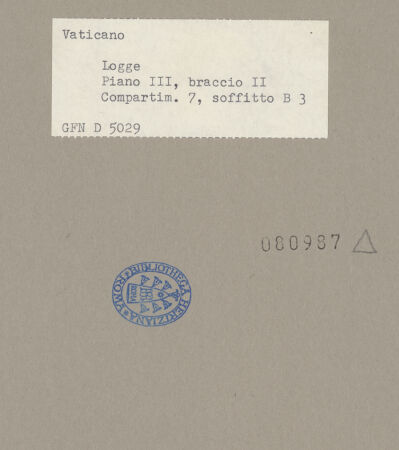 Vaticano
Logge
Piano III, braccio II
Compartim. 7, soffitto B 3
GFN D 5029
080987
BIBLIOTHECA HERTZIANA * ROMA *